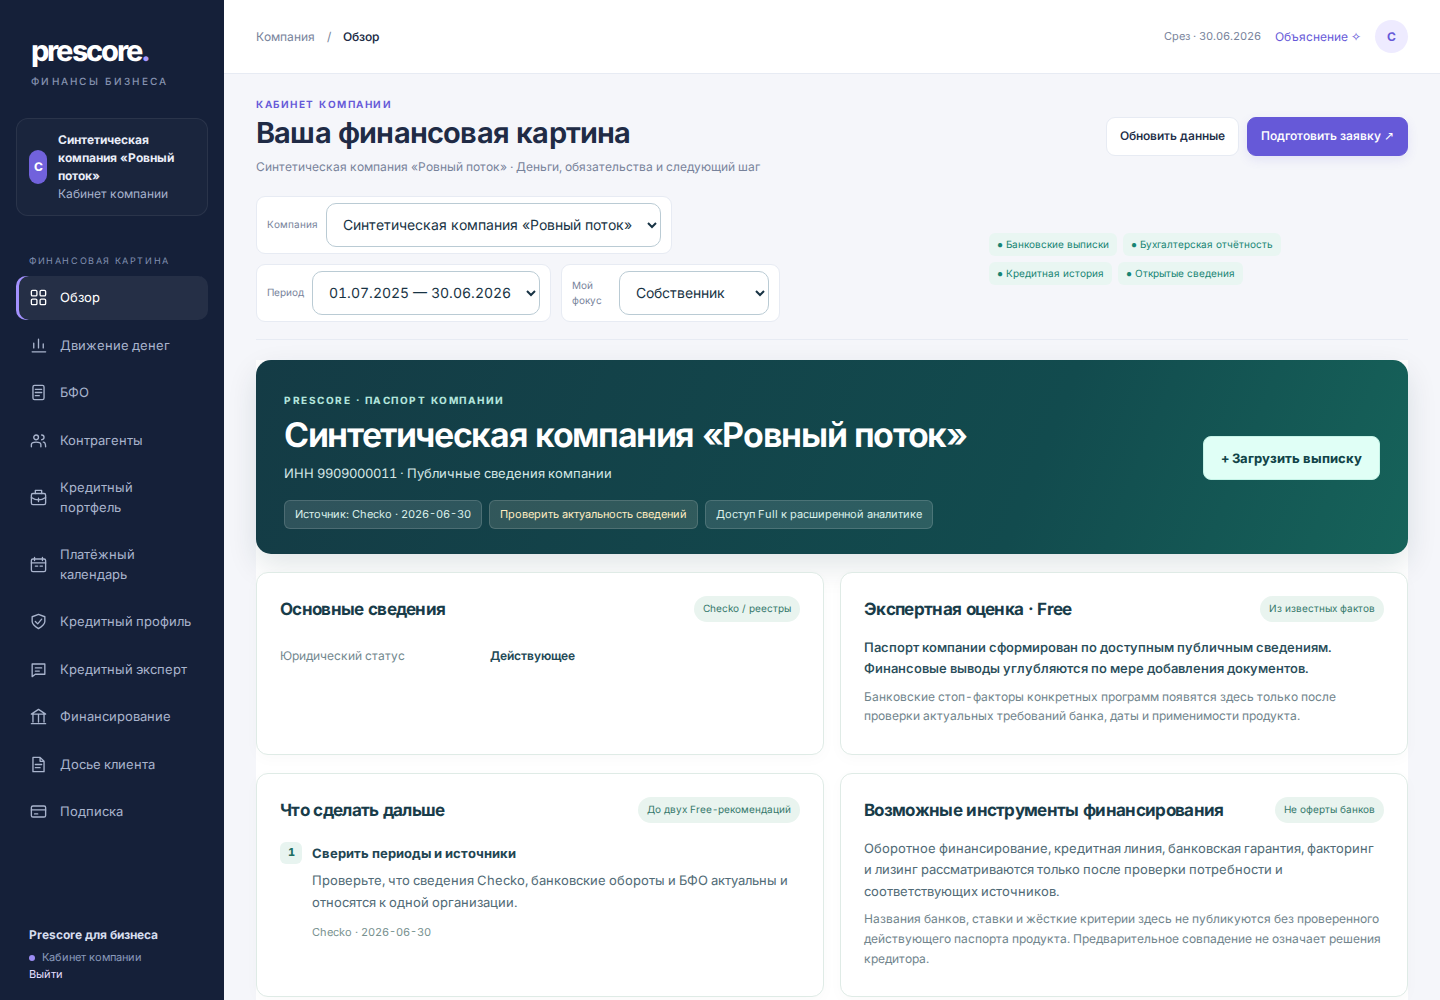 prescore.
ФИНАНСЫ БИЗНЕСА
С
Синтетическая
компания «Ровный
поток»
Кабинет компании
ФИНАНСОВАЯ КАРТИНА
Обзор
Движение денег
БФО
Контрагенты
Кредитный
портфель
Платёжный
календарь
Кредитный профиль
Кредитный эксперт
Финансирование
Досье клиента
Подписка
Prescore для бизнеса
Кабинет компании
Выйти
Компания / Обзор
Срез · 30.06.2026 Объяснение ✧ С
КАБИНЕТ КОМПАНИИ
Ваша финансовая картина
Синтетическая компания «Ровный поток» · Деньги, обязательства и следующий шаг
Обновить данные Подготовить заявку ↗
Компания Синтетическая компания «Ровный поток»
Период 01.07.2025 — 30.06.2026
Мой
фокус
Собственник
● Банковские выписки ● Бухгалтерская отчётность
● Кредитная история ● Открытые сведения
PRESCORE · ПАСПОРТ КОМПАНИИ
Синтетическая компания «Ровный поток»
ИНН 9909000011 · Публичные сведения компании
Источник: Checko · 2026-06-30 Проверить актуальность сведений Доступ Full к расширенной аналитике
+ Загрузить выписку
Основные сведения Checko / реестры
Юридический статус Действующее
Экспертная оценка · Free Из известных фактов
Паспорт компании сформирован по доступным публичным сведениям.
Финансовые выводы углубляются по мере добавления документов.
Банковские стоп-факторы конкретных программ появятся здесь только после
проверки актуальных требований банка, даты и применимости продукта.
Что сделать дальше До двух Free-рекомендаций
1 Сверить периоды и источники
Проверьте, что сведения Checko, банковские обороты и БФО актуальны и
относятся к одной организации.
Checko · 2026-06-30
Возможные инструменты финансирования Не оферты банков
Оборотное финансирование, кредитная линия, банковская гарантия, факторинг
и лизинг рассматриваются только после проверки потребности и
соответствующих источников.
Названия банков, ставки и жёсткие критерии здесь не публикуются без проверенного
действующего паспорта продукта. Предварительное совпадение не означает решения
кредитора.